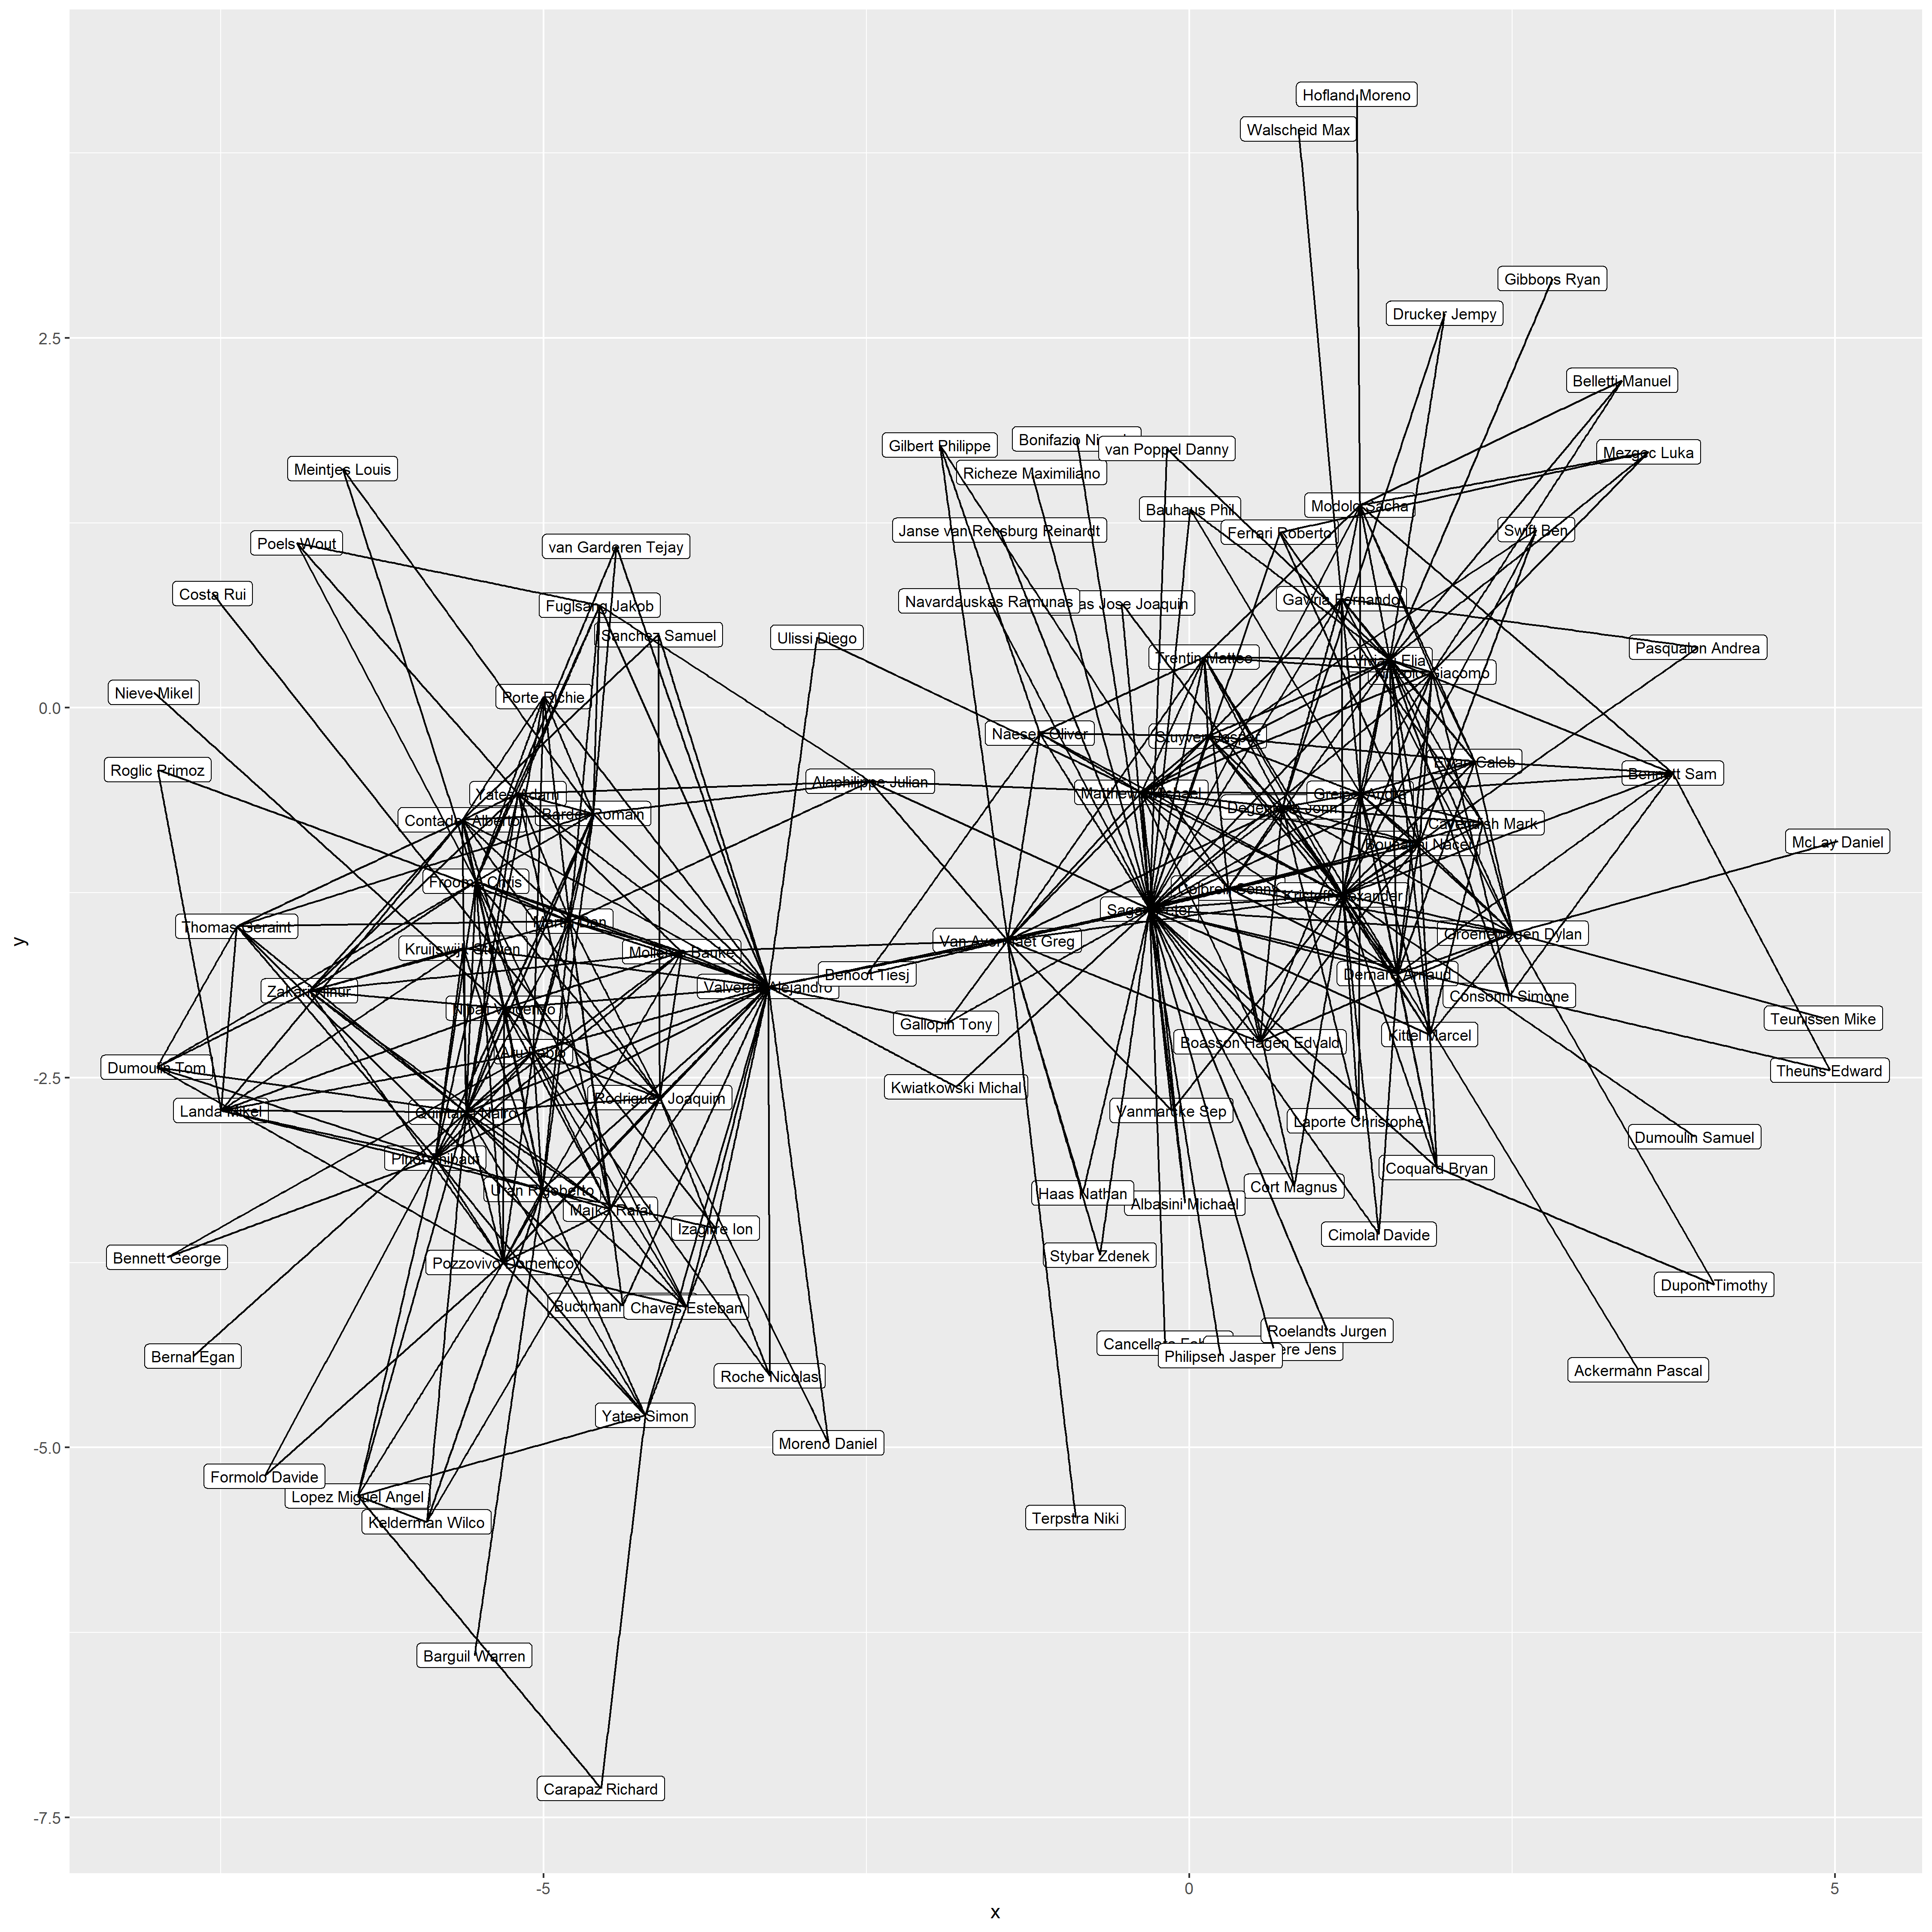 Hofland Moreno
Walscheid Max
Gibbons Ryan
Drucker Jempy
2.5
Belletti Manuel
Bonifazio
Gilbert Philippe
van Poppel Danny
Mezgec Luka
Meintjes Louis
Richeze Maximiliano
Modolo Sacha
Bauhaus Phil
Janse van Rensburg Reinardt
Ferrari Roberto
Swift Ben
Poels Wout
van Garderen Tejay
Costa Rui
Gaviria Fernando
Navardauskas Ramunas
Jose Joaquin
Fuglsang Jakob
Sanchez Samuel
Ulissi Diego
Pasqualon Andrea
Trentin Matteo
Viviani Elia
Giacomo
Nieve Mikel
Porte Richie
0.0
Naesen Oliver
Stuyven Jasper
Ewan Caleb
Roglic Primoz
Bennett Sam
Alaphilippe Julian
Yates Adam
Matthews Michael
Greipel Andre
Degenkolb John
Bardet Romain
Contador Alberto
Cavendish Mark
McLay Daniel
Bouhanni Nacer
Froome Chris
Colbrelli Sonny
Kristoff Alexander
Sagan Peter
Martin Dan
Thomas Geraint
Groenewegen Dylan
Van Avermaet Greg
Kruijswijk Steven
Mollema Bauke
Benoot Tiesj
Demare Arnaud
Valverde Alejandro
Zakarin Ilnur
Consonni Simone
Nibali Vincenzo
Teunissen Mike
Gallopin Tony
Kittel Marcel
Boasson Hagen Edvald
Aru Fabio
Dumoulin Tom
Theuns Edward
-2.5
Kwiatkowski Michal
Rodriguez Joaquim
Landa Mikel
Quintana Nairo
Vanmarcke Sep
Laporte Christophe
Dumoulin Samuel
Pinot Thibaut
Coquard Bryan
Cort Magnus
Uran Rigoberto
Haas Nathan
Albasini Michael
Majka Rafal
Izagirre Ion
Cimolai Davide
Stybar Zdenek
Bennett George
Pozzovivo Domenico
Dupont Timothy
Buchmann
Chaves Esteban
Roelandts Jurgen
Cancellara
Jens
Philipsen Jasper
Bernal Egan
Ackermann Pascal
Roche Nicolas
Yates Simon
Moreno Daniel
-5.0
Formolo Davide
Lopez Miguel Angel
Terpstra Niki
Kelderman Wilco
Barguil Warren
Carapaz Richard
-7.5
-5
0
5
x
y